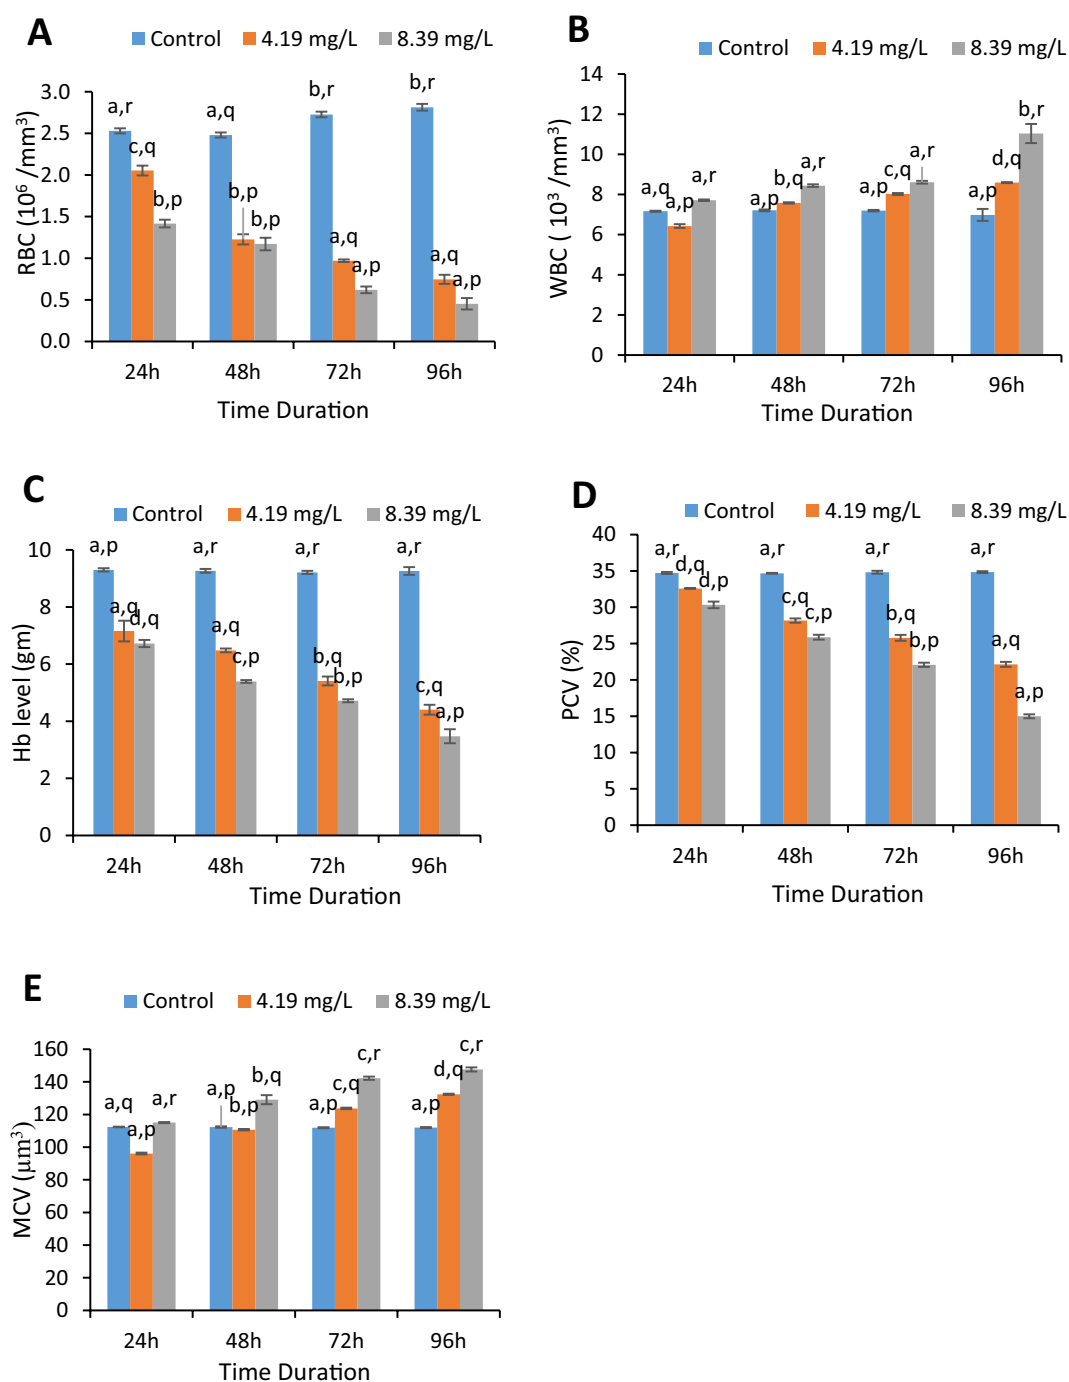 A
Control 4.19 mg/L 8.39 mg/L
RBC (10⁶ /mm³)
3.0
2.5
2.0
1.5
1.0
0.5
0.0
a,r c,q b,p
a,q b,p b,p
b,r a,q a,p
b,r a,q a,p
24h 48h 72h 96h
Time Duration
B
Control 4.19 mg/L 8.39 mg/L
WBC ( 10³ /mm³)
14
12
10
8
6
4
2
0
a,q a,p a,r
a,p b,q a,r
a,p c,q a,r
a,p d,q b,r
24h 48h 72h 96h
Time Duration
C
Control 4.19 mg/L 8.39 mg/L
Hb level (gm)
10
8
6
4
2
0
a,p a,q d,q
a,r a,q c,p
a,r b,q b,p
a,r c,q a,p
24h 48h 72h 96h
Time Duration
D
Control 4.19 mg/L 8.39 mg/L
PCV (%)
40
35
30
25
20
15
10
5
0
a,r d,q d,p
a,r c,q c,p
a,r b,q b,p
a,r a,q a,p
24h 48h 72h 96h
Time Duration
E
Control 4.19 mg/L 8.39 mg/L
MCV (µm³)
160
140
120
100
80
60
40
20
0
a,q a,p a,r
a,p b,p b,q
a,p c,q c,r
a,p d,q c,r
24h 48h 72h 96h
Time Duration